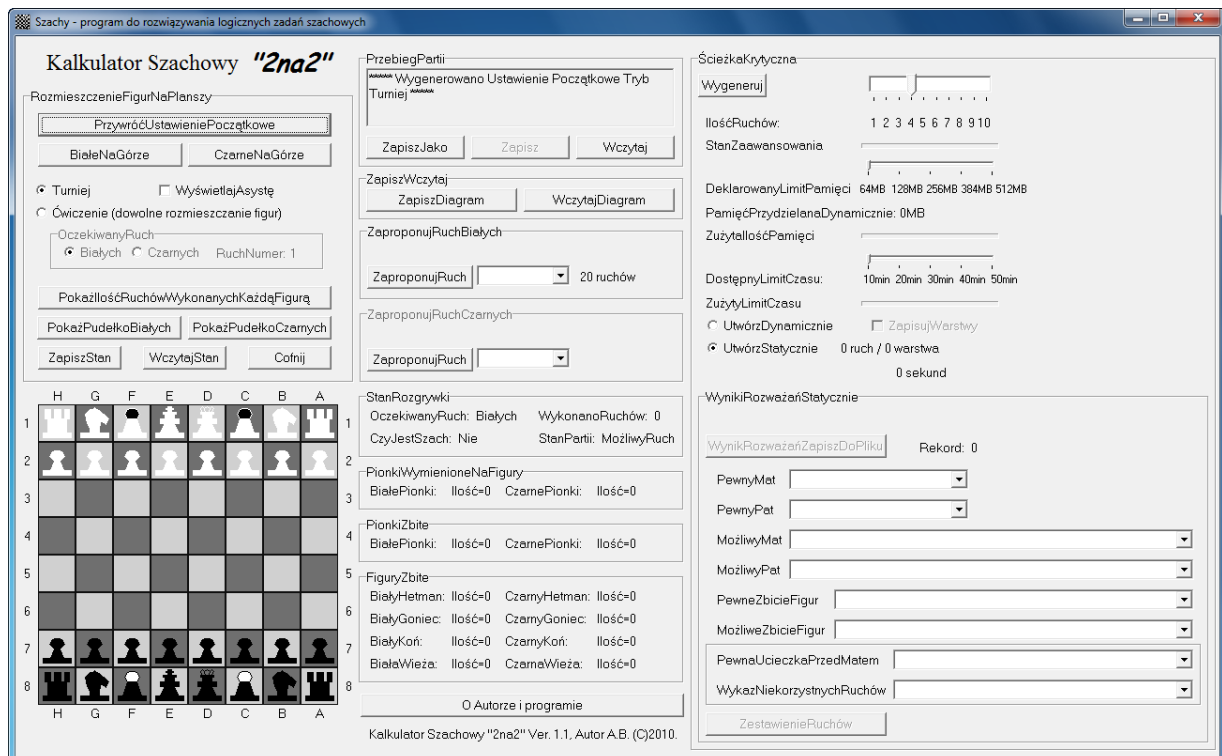 Szachy - program do rozwiązywania logicznych zadań szachowych
Kalkulator Szachowy "2na2"
RozmieszczenieFigurNaPlanszy
PrzywróćUstawieniePoczątkowe
BiałeNaGórze CzarneNaGórze
Turniej WyświetlajAsystę
Ćwiczenie (dowolne rozmieszczanie figur)
OczekiwanyRuch
Białych Czarnych RuchNumer: 1
PokażIlośćRuchówWykonanychKażdąFigurą
PokażPudełkoBiałych PokażPudełkoCzarnych
ZapiszStan WczytajStan Cofnij
H G F E D C B A
1 1
2 2
3 3
4 4
5 5
6 6
7 7
8 8
H G F E D C B A
PrzebiegPartii
****** Wygenerowano Ustawienie Początkowe Tryb
Turniej ******
ZapiszJako Zapisz Wczytaj
ZapiszWczytaj
ZapiszDiagram WczytajDiagram
ZaproponujRuchBiałych
ZaproponujRuch 20 ruchów
ZaproponujRuchCzarnych
ZaproponujRuch
StanRozgrywki
OczekiwanyRuch: Białych WykonanoRuchów: 0
CzyJestSzach: Nie StanPartii: MożliwyRuch
PionkiWymienioneNaFigury
BiałePionki: Ilość=0 CzarnePionki: Ilość=0
PionkiZbite
BiałePionki: Ilość=0 CzarnePionki: Ilość=0
FiguryZbite
BiałyHetman: Ilość=0 CzarnyHetman: Ilość=0
BiałyGoniec: Ilość=0 CzarnyGoniec: Ilość=0
BiałyKoń: Ilość=0 CzarnyKoń: Ilość=0
BiałaWieża: Ilość=0 CzarnaWieża: Ilość=0
O Autorze i programie
Kalkulator Szachowy "2na2" Ver. 1.1, Autor A.B. (C)2010.
ŚcieżkaKrytyczna
Wygeneruj
IlośćRuchów: 1 2 3 4 5 6 7 8 9 10
StanZaawansowania
DeklarowanyLimitPamięci 64MB 128MB 256MB 384MB 512MB
PamięćPrzydzielanaDynamicznie: 0MB
ZużytaIlośćPamięci
DostępnyLimitCzasu: 10min 20min 30min 40min 50min
ZużytyLimitCzasu
UtwórzDynamicznie ZapisujWarstwy
UtwórzStatycznie 0 ruch / 0 warstwa
0 sekund
WynikiRozważańStatycznie
WynikRozważańZapiszDoPliku Rekord: 0
PewnyMat
PewnyPat
MożliwyMat
MożliwyPat
PewneZbicieFigur
MożliweZbicieFigur
PewnaUcieczkaPrzedMatem
WykazNiekorzystnychRuchów
ZestawienieRuchów